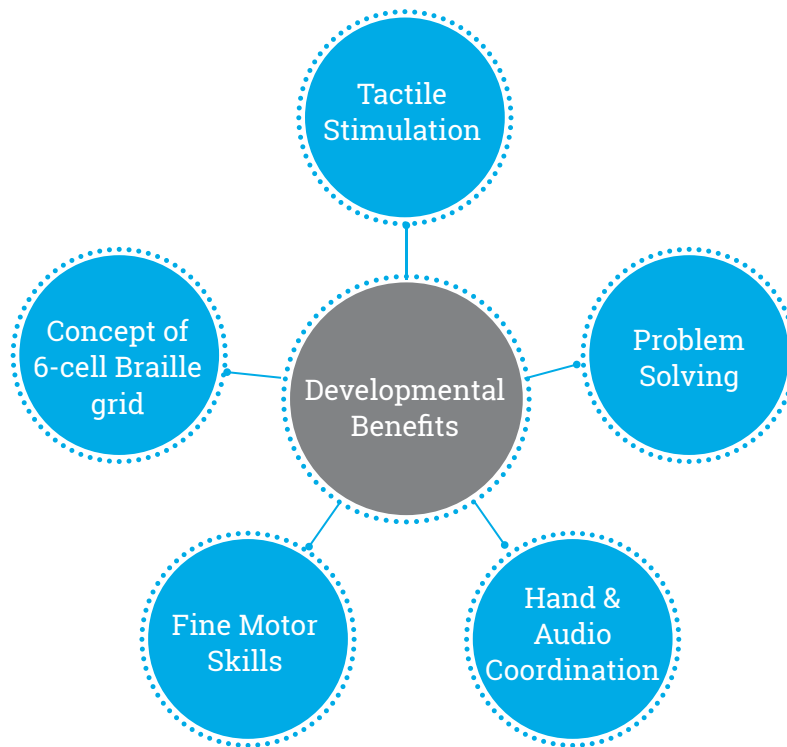 Tactile
Stimulation
Concept of
6-cell Braille
grid
Problem
Solving
Developmental
Benefits
Fine Motor
Skills
Hand &
Audio
Coordination